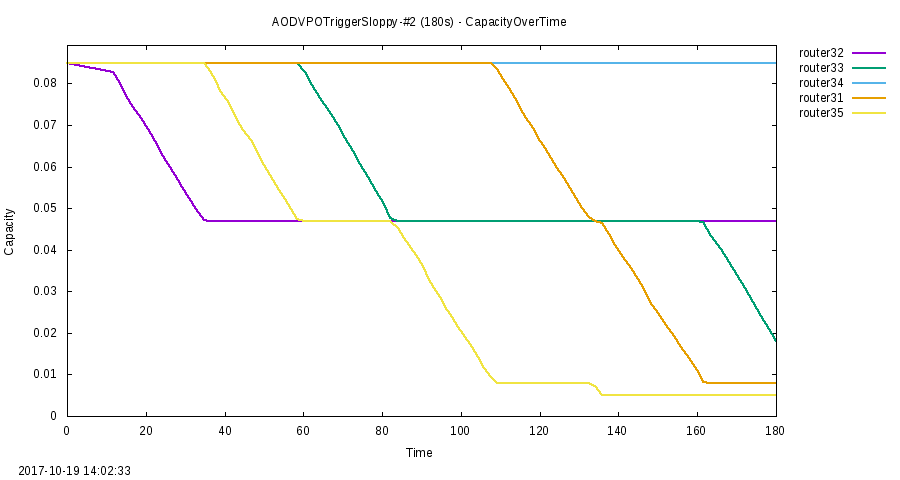 AODVPOTriggerSloppy-#2 (180s) - CapacityOverTime
router32
router33
router34
router31
router35
Capacity
0.08
0.07
0.06
0.05
0.04
0.03
0.02
0.01
0
0 20 40 60 80 100 120 140 160 180
Time
2017-10-19 14:02:33